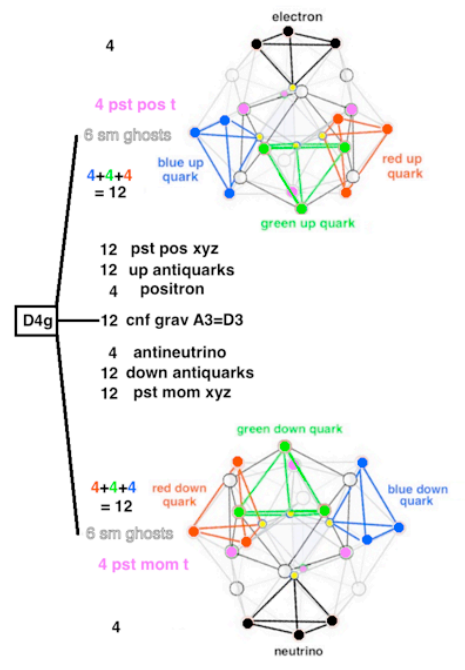 electron
4
4 pst pos t
6 sm ghosts
blue up
quark
red up
quark
4+4+4
= 12
green up quark
12 pst pos xyz
12 up antiquarks
4 positron
D4g
12 cnf grav A3=D3
4 antineutrino
12 down antiquarks
12 pst mom xyz
green down quark
4+4+4
= 12
red down
quark
blue down
quark
6 sm ghosts
4 pst mom t
4
neutrino